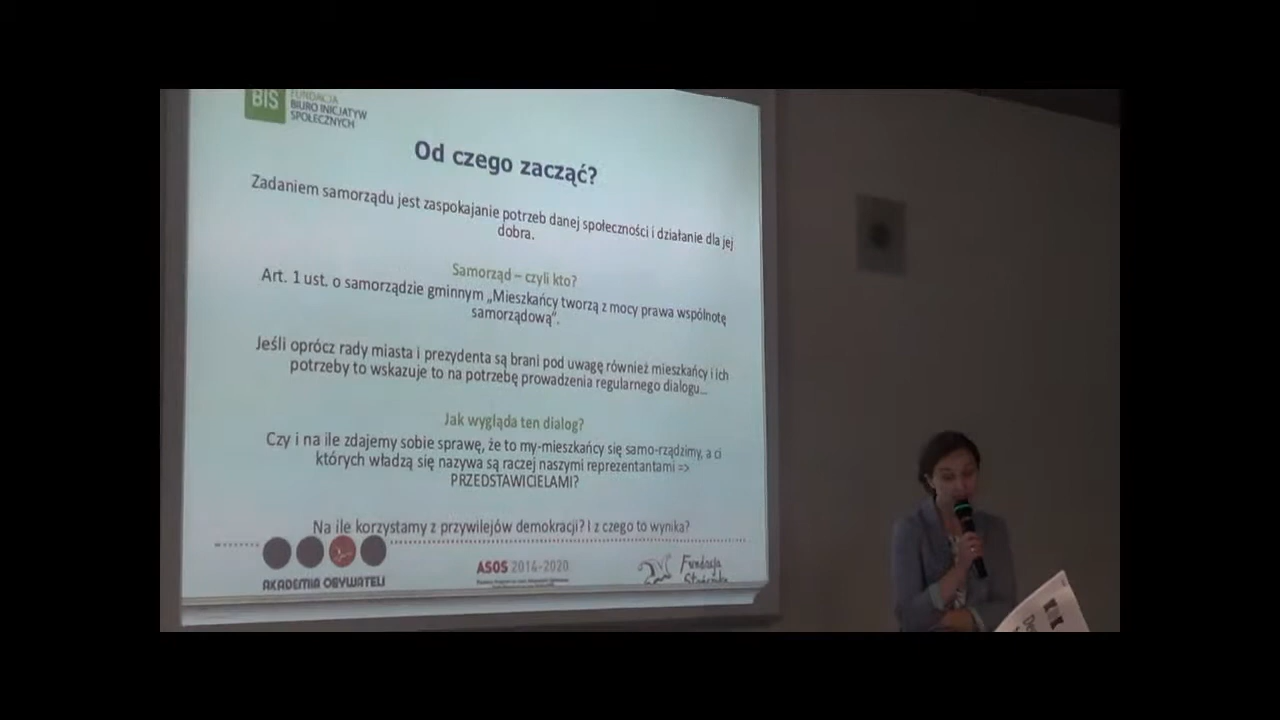 BIS FUNDACJA
BIURO INICJATYW
SPOŁECZNYCH
Od czego zacząć?
Zadaniem samorządu jest zaspokajanie potrzeb danej społeczności i działanie dla jej
dobra.
Samorząd – czyli kto?
Art. 1 ust. o samorządzie gminnym „Mieszkańcy tworzą z mocy prawa wspólnotę
samorządową".
Jeśli oprócz rady miasta i prezydenta są brani pod uwagę również mieszkańcy i ich
potrzeby to wskazuje to na potrzebę prowadzenia regularnego dialogu...
Jak wygląda ten dialog?
Czy i na ile zdajemy sobie sprawę, że to my-mieszkańcy się samo-rządzimy, a ci
których władzą się nazywa są raczej naszymi reprezentantami =>
PRZEDSTAWICIELAMI?
Na ile korzystamy z przywilejów demokracji? I z czego to wynika?
AKADEMIA OBYWATELI
ASOS 2014-2020
Fundacja